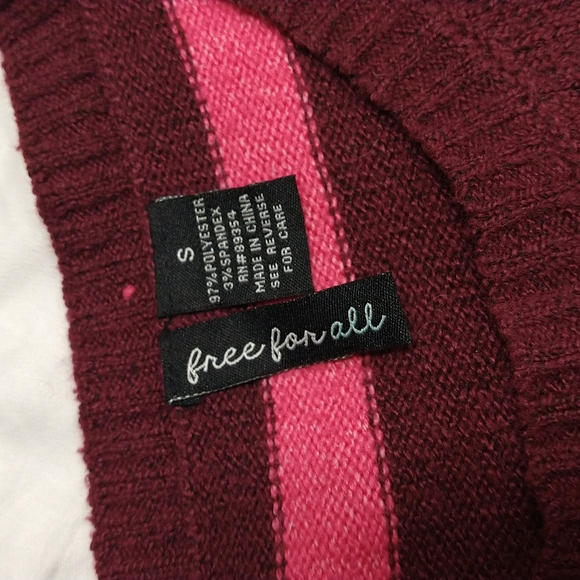 S
97%POLYESTER
3%SPANDEX
RN#89354
MADE IN CHINA
SEE REVERSE
FOR CARE
free for all